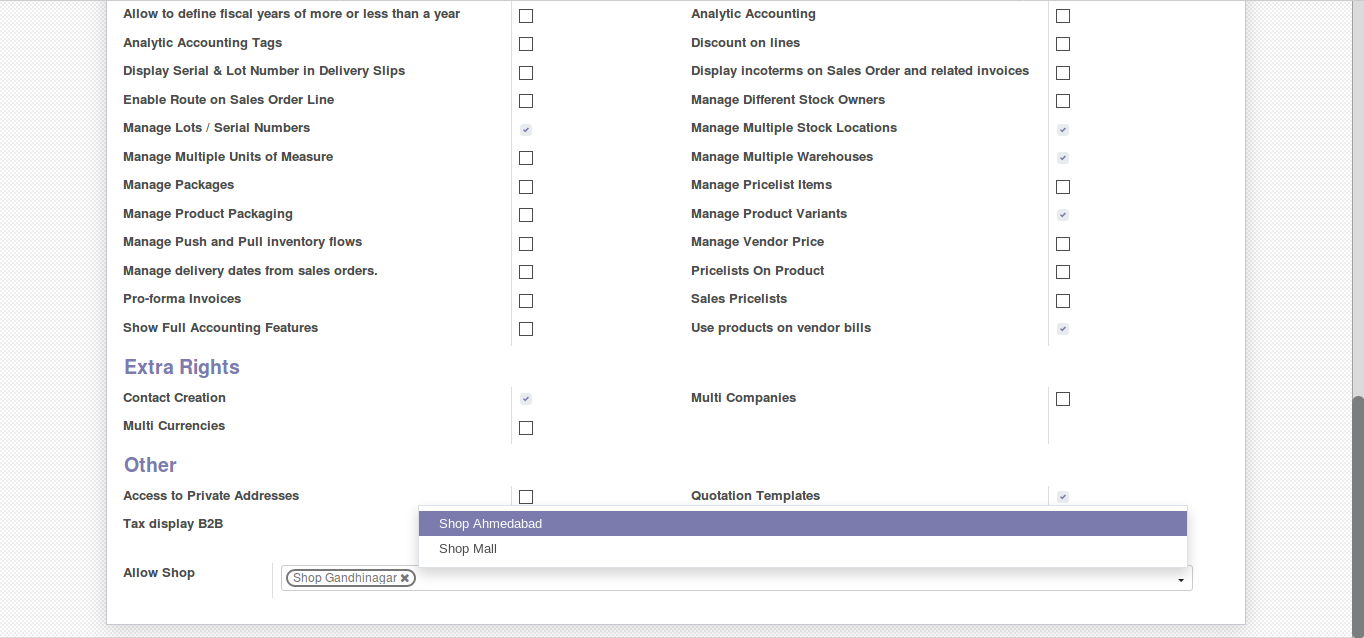 Allow to define fiscal years of more or less than a year
Analytic Accounting
Analytic Accounting Tags
Discount on lines
Display Serial & Lot Number in Delivery Slips
Display incoterms on Sales Order and related invoices
Enable Route on Sales Order Line
Manage Different Stock Owners
Manage Lots / Serial Numbers
Manage Multiple Stock Locations
Manage Multiple Units of Measure
Manage Multiple Warehouses
Manage Packages
Manage Pricelist Items
Manage Product Packaging
Manage Product Variants
Manage Push and Pull inventory flows
Manage Vendor Price
Manage delivery dates from sales orders.
Pricelists On Product
Pro-forma Invoices
Sales Pricelists
Show Full Accounting Features
Use products on vendor bills
Extra Rights
Contact Creation
Multi Companies
Multi Currencies
Other
Access to Private Addresses
Quotation Templates
Tax display B2B
Shop Ahmedabad
Shop Mall
Allow Shop
Shop Gandhinagar